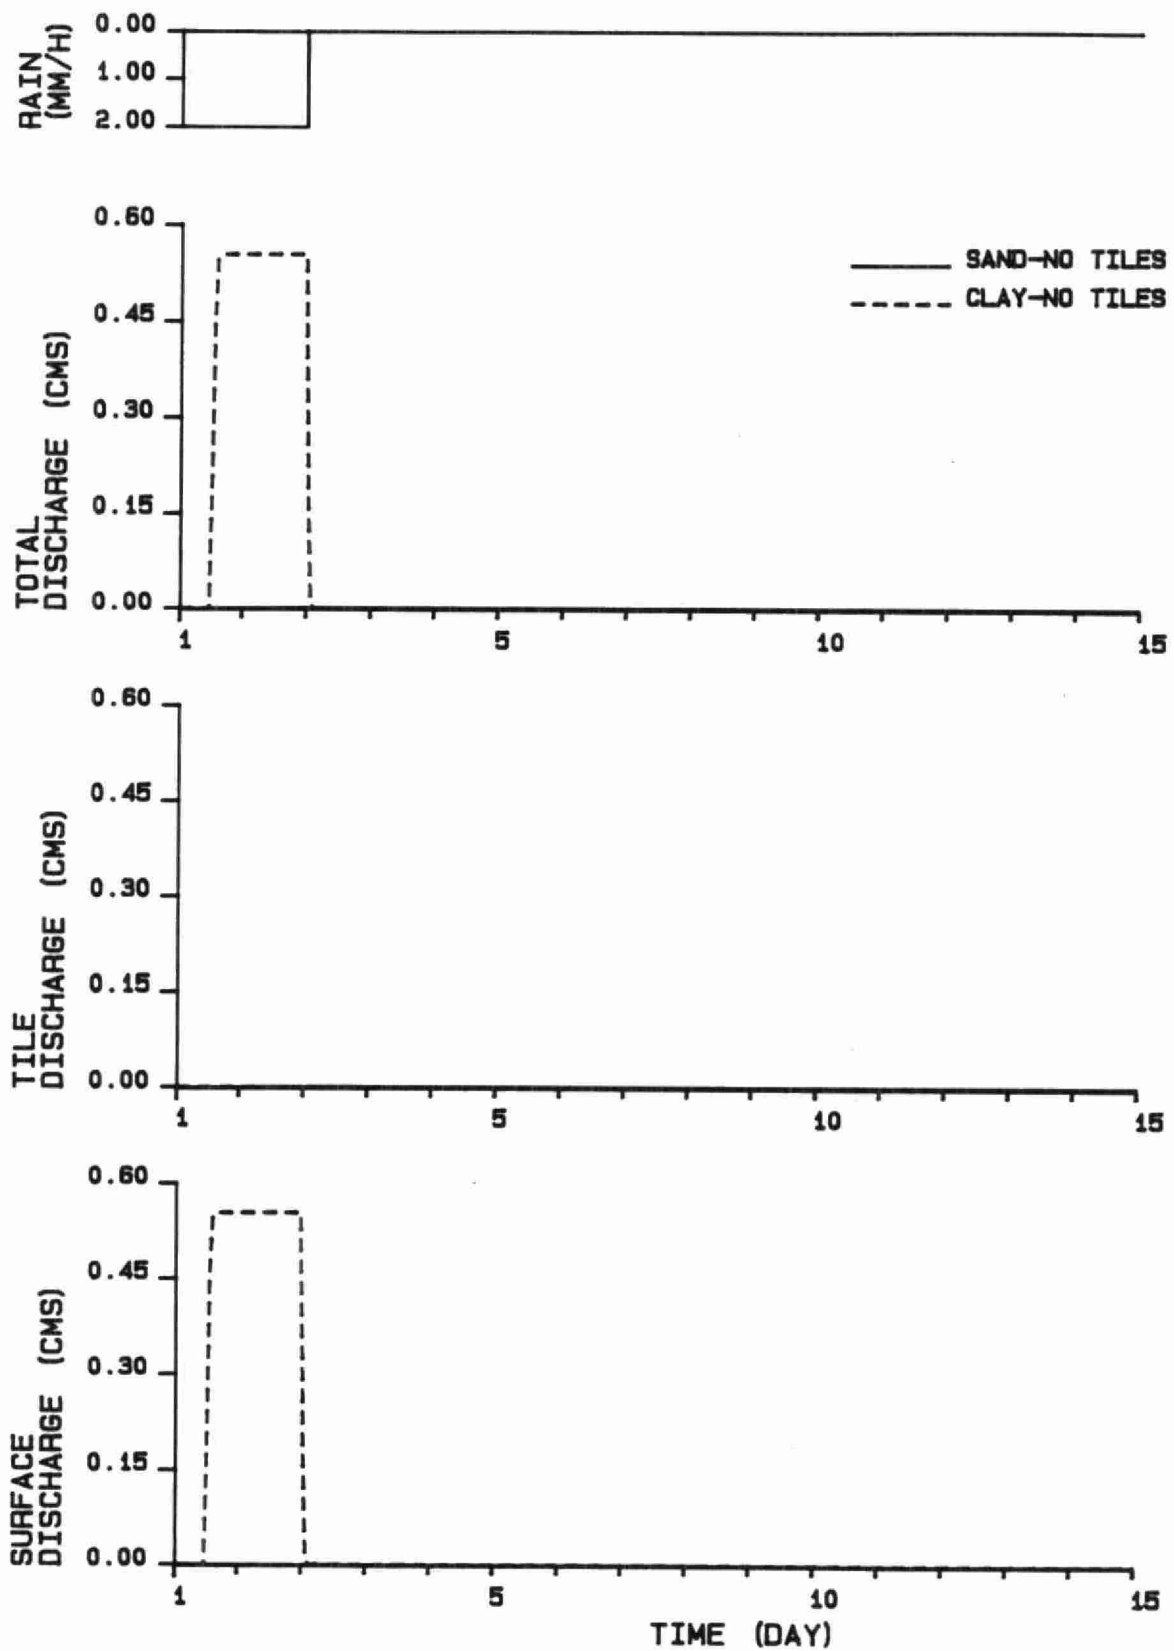 RAIN
(MM/H)
0.00
1.00
2.00
TOTAL
DISCHARGE (CMS)
0.60
0.45
0.30
0.15
0.00
SAND-NO TILES
CLAY-NO TILES
1 5 10 15
TILE
DISCHARGE (CMS)
0.60
0.45
0.30
0.15
0.00
1 5 10 15
SURFACE
DISCHARGE (CMS)
0.60
0.45
0.30
0.15
0.00
1 5 10 15
TIME (DAY)